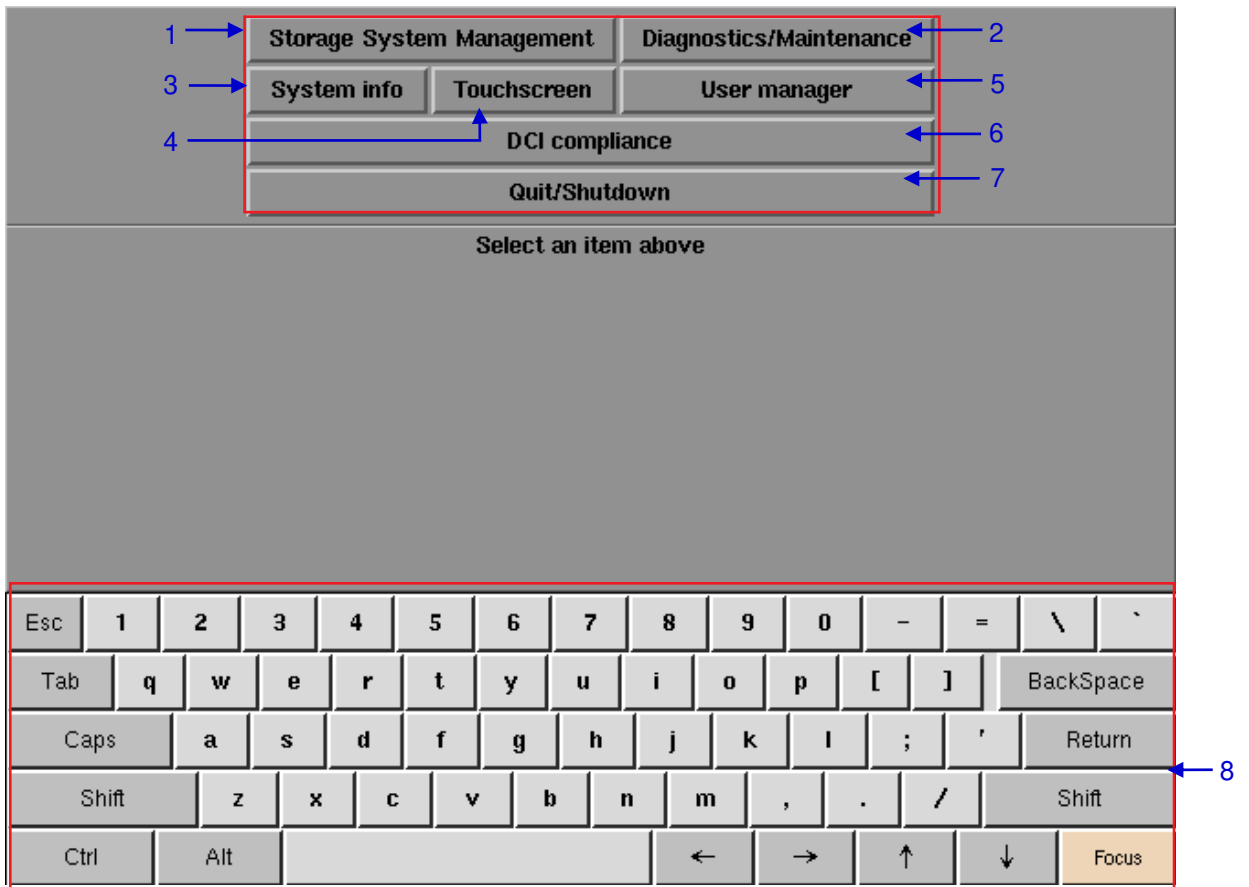 1 Storage System Management Diagnostics/Maintenance 2
3 System info Touchscreen User manager 5
4 DCI compliance 6
Quit/Shutdown 7
Select an item above
Esc 1 2 3 4 5 6 7 8 9 0 - = \ `
Tab q w e r t y u i o p [ ] BackSpace
Caps a s d f g h j k l ; ' Return
8
Shift z x c v b n m , . / Shift
Ctrl Alt ← → ↑ ↓ Focus